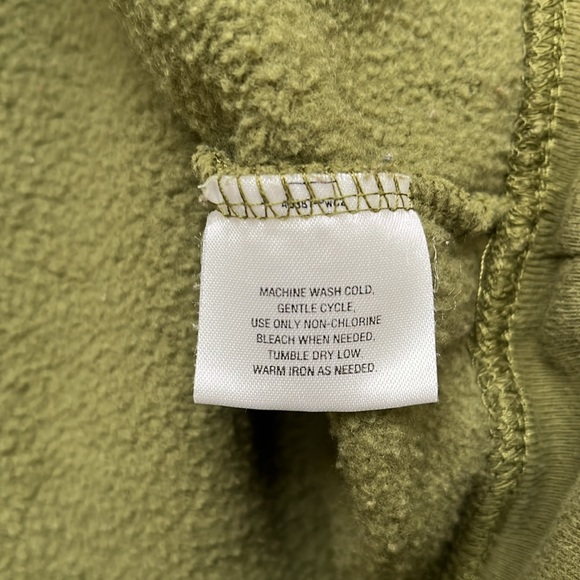 MACHINE WASH COLD,
GENTLE CYCLE,
USE ONLY NON-CHLORINE
BLEACH WHEN NEEDED,
TUMBLE DRY LOW,
WARM IRON AS NEEDED.